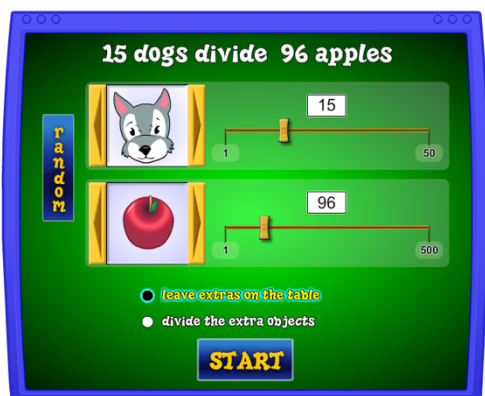 15 dogs divide 96 apples
random
15
1
50
96
1
500
leave extras on the table
divide the extra objects
START